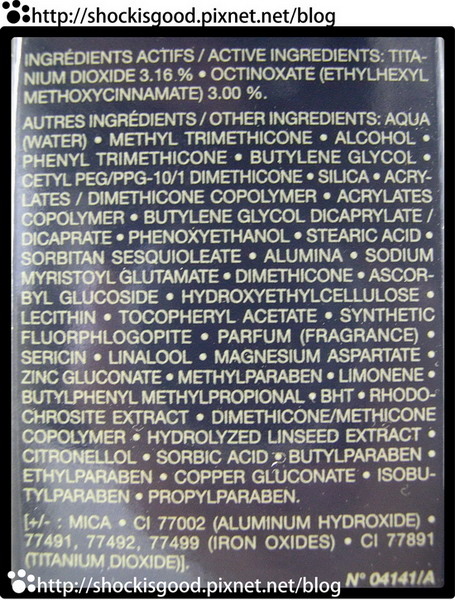 http://shockisgood.pixnet.net/blog
INGRÉDIENTS ACTIFS / ACTIVE INGREDIENTS: TITA-
NIUM DIOXIDE 3.16 % • OCTINOXATE (ETHYLHEXYL
METHOXYCINNAMATE) 3.00 %.
AUTRES INGRÉDIENTS / OTHER INGREDIENTS: AQUA
(WATER) • METHYL TRIMETHICONE • ALCOHOL •
PHENYL TRIMETHICONE • BUTYLENE GLYCOL •
CETYL PEG/PPG-10/1 DIMETHICONE • SILICA • ACRY-
LATES / DIMETHICONE COPOLYMER • ACRYLATES
COPOLYMER • BUTYLENE GLYCOL DICAPRYLATE /
DICAPRATE • PHENOXYETHANOL • STEARIC ACID •
SORBITAN SESQUIOLEATE • ALUMINA • SODIUM
MYRISTOYL GLUTAMATE • DIMETHICONE • ASCOR-
BYL GLUCOSIDE • HYDROXYETHYLCELLULOSE •
LECITHIN • TOCOPHERYL ACETATE • SYNTHETIC
FLUORPHLOGOPITE • PARFUM (FRAGRANCE) •
SERICIN • LINALOOL • MAGNESIUM ASPARTATE •
ZINC GLUCONATE • METHYLPARABEN • LIMONENE •
BUTYLPHENYL METHYLPROPIONAL • BHT • RHODO-
CHROSITE EXTRACT • DIMETHICONE/METHICONE
COPOLYMER • HYDROLYZED LINSEED EXTRACT •
CITRONELLOL • SORBIC ACID • BUTYLPARABEN •
ETHYLPARABEN • COPPER GLUCONATE • ISOBU-
TYLPARABEN • PROPYLPARABEN.
[+/- : MICA • CI 77002 (ALUMINUM HYDROXIDE) •
77491, 77492, 77499 (IRON OXIDES) • CI 77891
(TITANIUM DIOXIDE)].
N° 04141/A
http://shockisgood.pixnet.net/blog